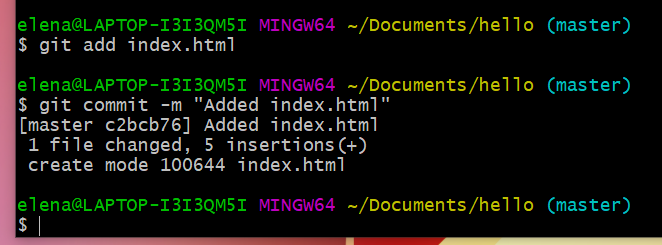 elena@LAPTOP-I3I3QM5I MINGW64 ~/Documents/hello (master)
$ git add index.html
elena@LAPTOP-I3I3QM5I MINGW64 ~/Documents/hello (master)
$ git commit -m "Added index.html"
[master c2bcb76] Added index.html
 1 file changed, 5 insertions(+)
 create mode 100644 index.html
elena@LAPTOP-I3I3QM5I MINGW64 ~/Documents/hello (master)
$